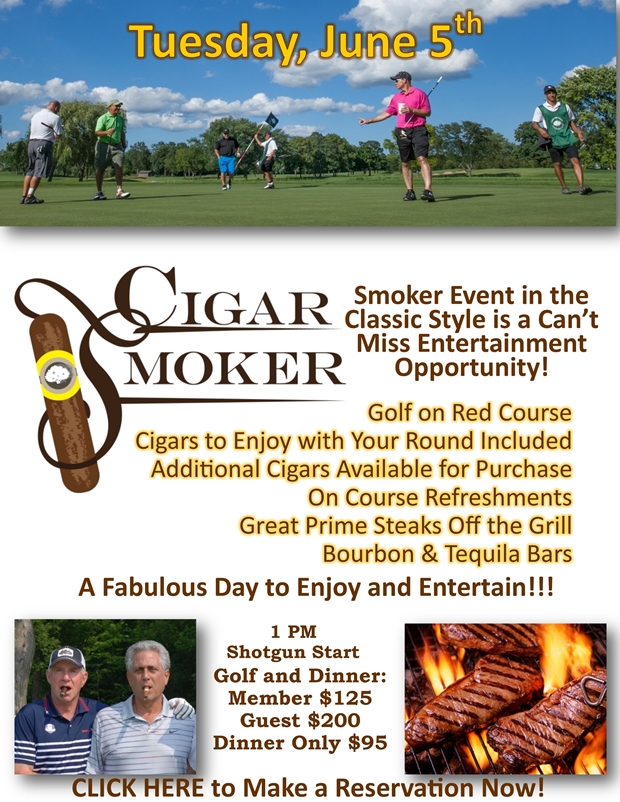 Tuesday, June 5th
CIGAR
SMOKER
Smoker Event in the
Classic Style is a Can't
Miss Entertainment
Opportunity!
Golf on Red Course
Cigars to Enjoy with Your Round Included
Additional Cigars Available for Purchase
On Course Refreshments
Great Prime Steaks Off the Grill
Bourbon & Tequila Bars
A Fabulous Day to Enjoy and Entertain!!!
1 PM
Shotgun Start
Golf and Dinner:
Member $125
Guest $200
Dinner Only $95
CLICK HERE to Make a Reservation Now!